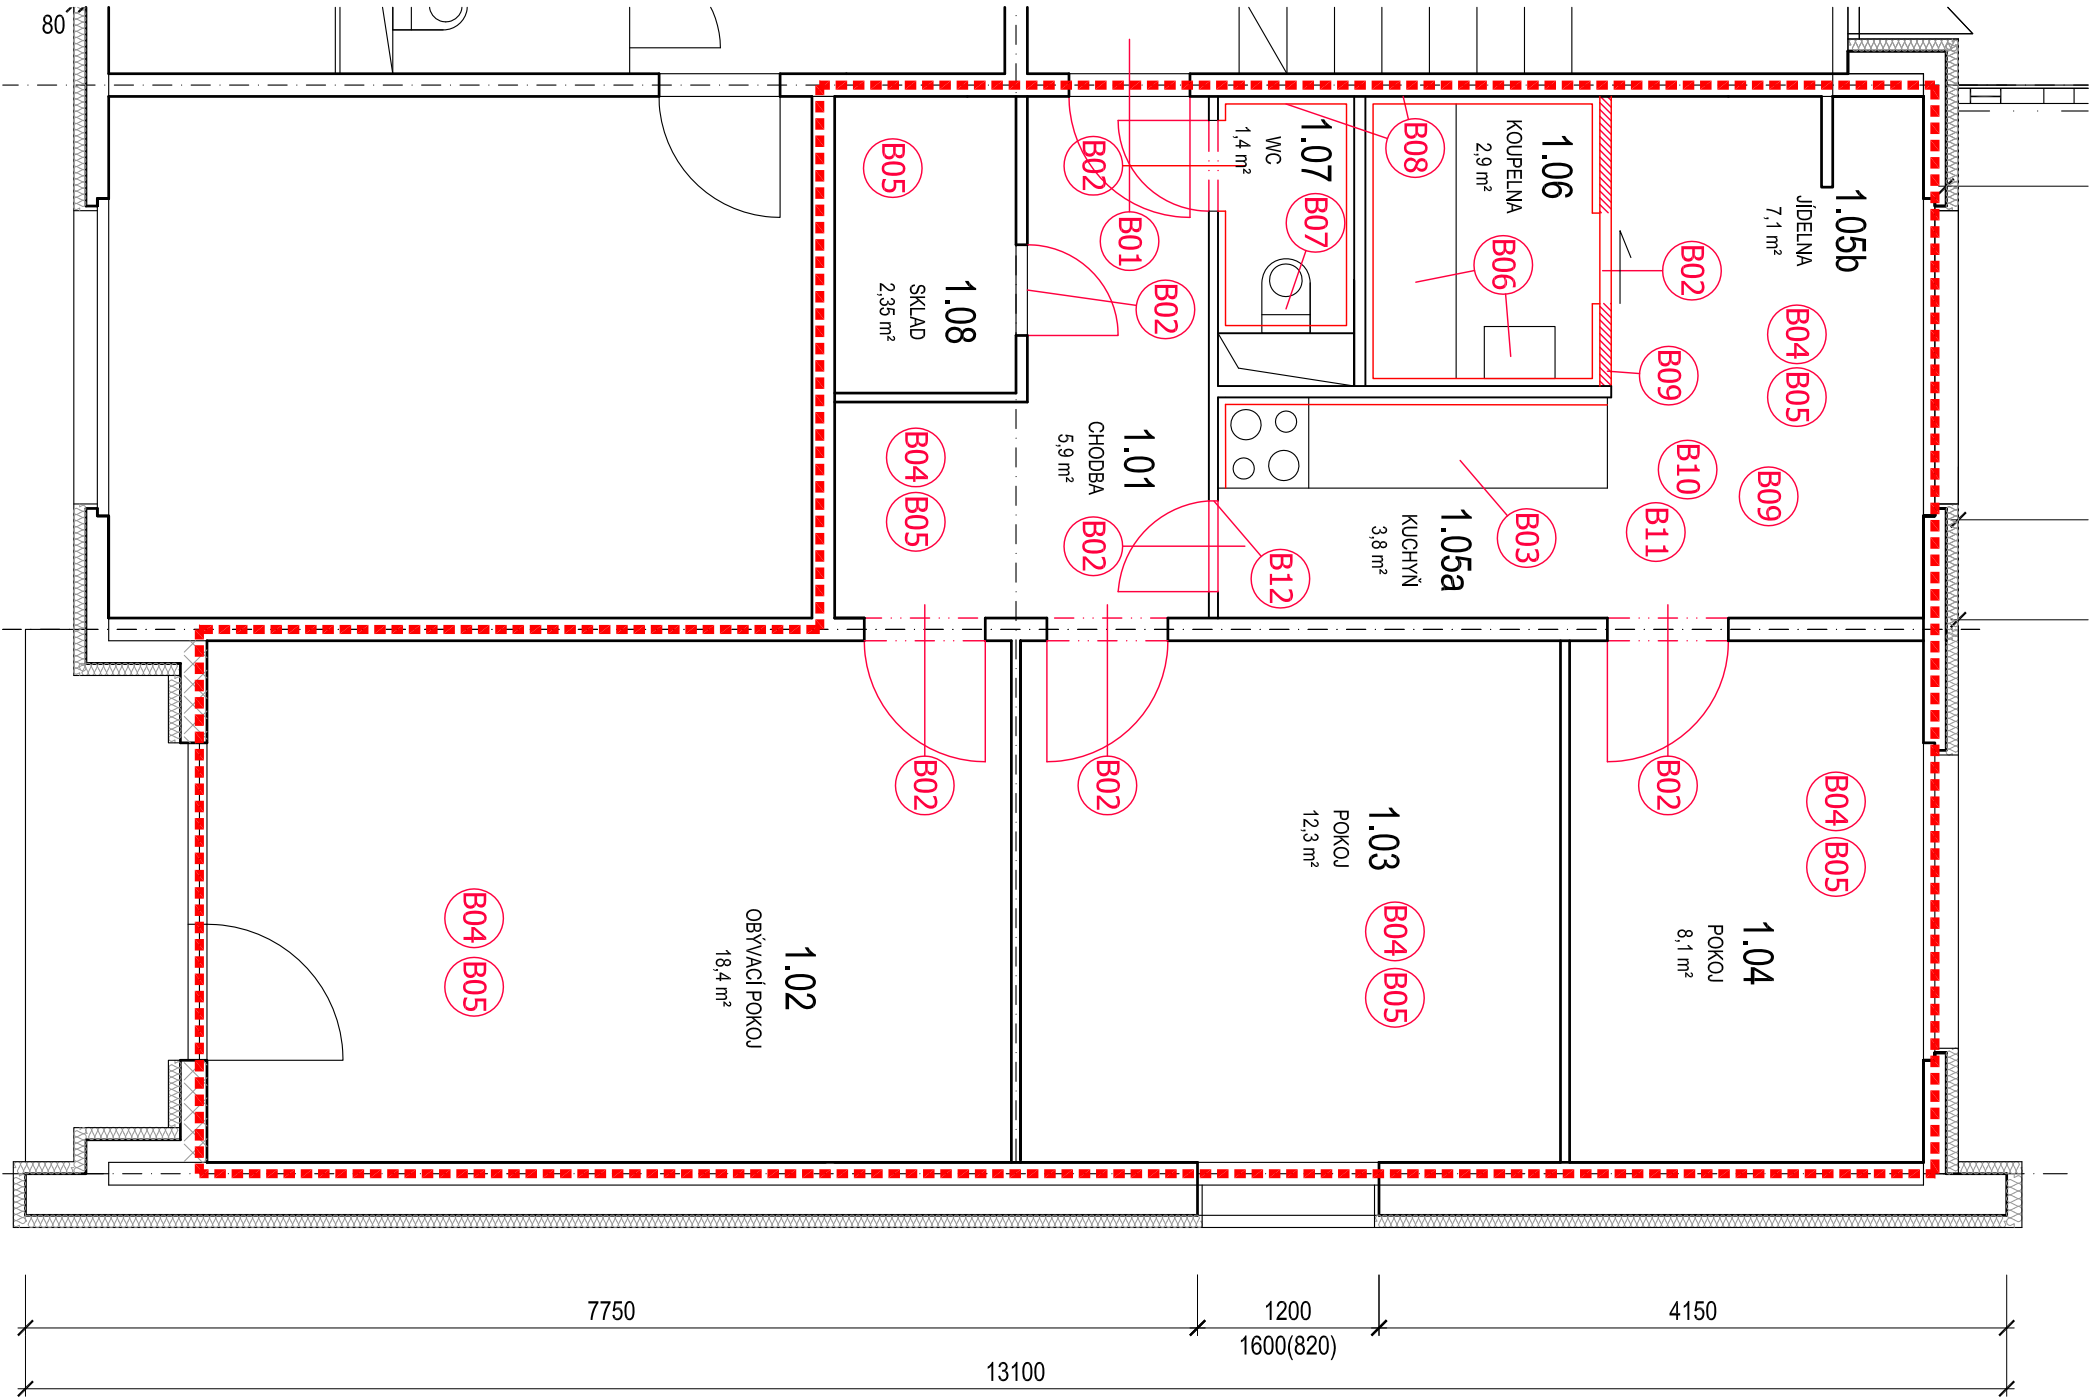 80
B05
B02
B01
B02
1.08
SKLAD
2,35 m²
1.07
WC
1,4 m²
B07
B08
1.06
KOUPELNA
2,9 m²
B06
B02
B09
1.05b
JÍDELNA
7,1 m²
B04
B05
B10
B09
B11
1.01
CHODBA
5,9 m²
B04
B05
B02
B12
1.05a
KUCHYŇ
3,8 m²
B03
B02
B02
B02
1.02
OBÝVACÍ POKOJ
18,4 m²
B04
B05
1.03
POKOJ
12,3 m²
B04
B05
1.04
POKOJ
8,1 m²
B04
B05
7750
1200
4150
1600(820)
13100